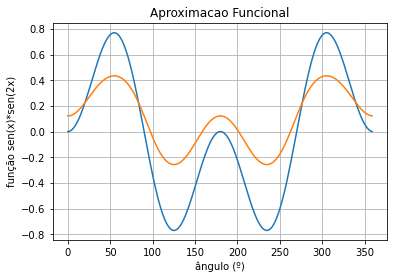 Aproximacao Funcional
função sen(x)*sen(2x)
0.8
0.6
0.4
0.2
0.0
−0.2
−0.4
−0.6
−0.8
0 50 100 150 200 250 300 350
ângulo (º)